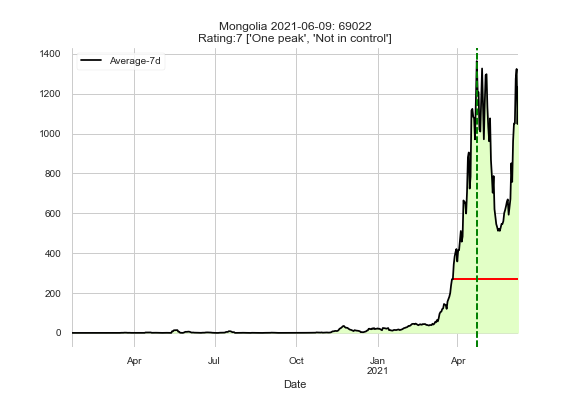 Mongolia 2021-06-09: 69022
Rating:7 ['One peak', 'Not in control']
Average-7d
1400
1200
1000
800
600
400
200
0
Apr Jul Oct Jan Apr
2021
Date